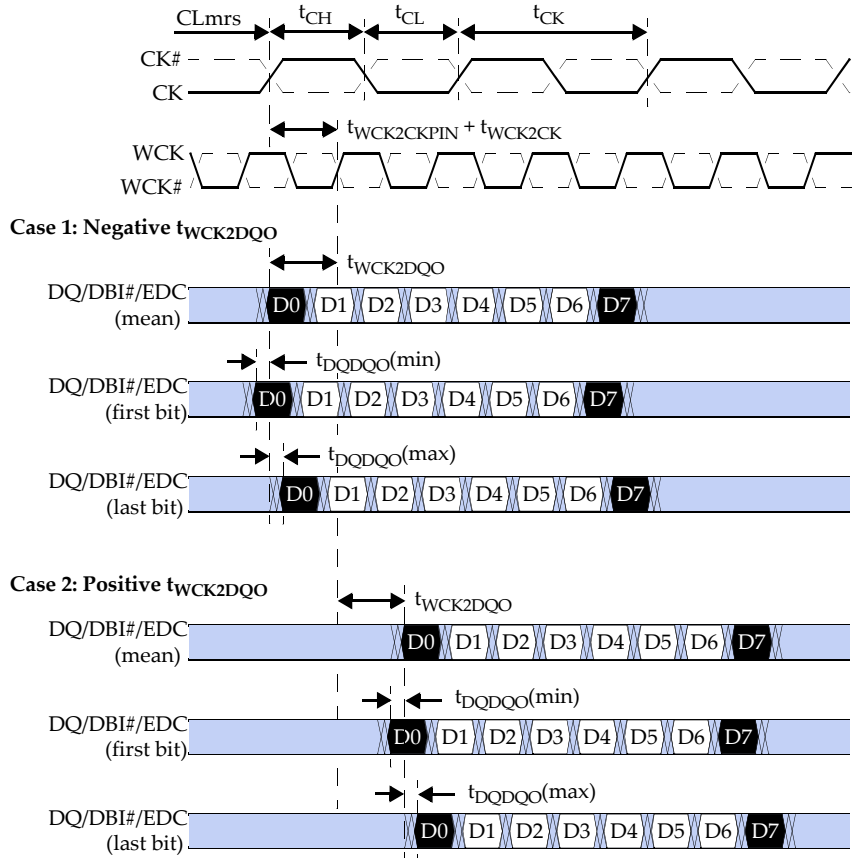 CLmrs tCH tCL tCK
CK#
CK
tWCK2CKPIN + tWCK2CK
WCK
WCK#
Case 1: Negative tWCK2DQO
tWCK2DQO
DQ/DBI#/EDC
(mean)
D0 D1 D2 D3 D4 D5 D6 D7
tDQDQO(min)
DQ/DBI#/EDC
(first bit)
D0 D1 D2 D3 D4 D5 D6 D7
tDQDQO(max)
DQ/DBI#/EDC
(last bit)
D0 D1 D2 D3 D4 D5 D6 D7
Case 2: Positive tWCK2DQO
tWCK2DQO
DQ/DBI#/EDC
(mean)
D0 D1 D2 D3 D4 D5 D6 D7
tDQDQO(min)
DQ/DBI#/EDC
(first bit)
D0 D1 D2 D3 D4 D5 D6 D7
tDQDQO(max)
DQ/DBI#/EDC
(last bit)
D0 D1 D2 D3 D4 D5 D6 D7